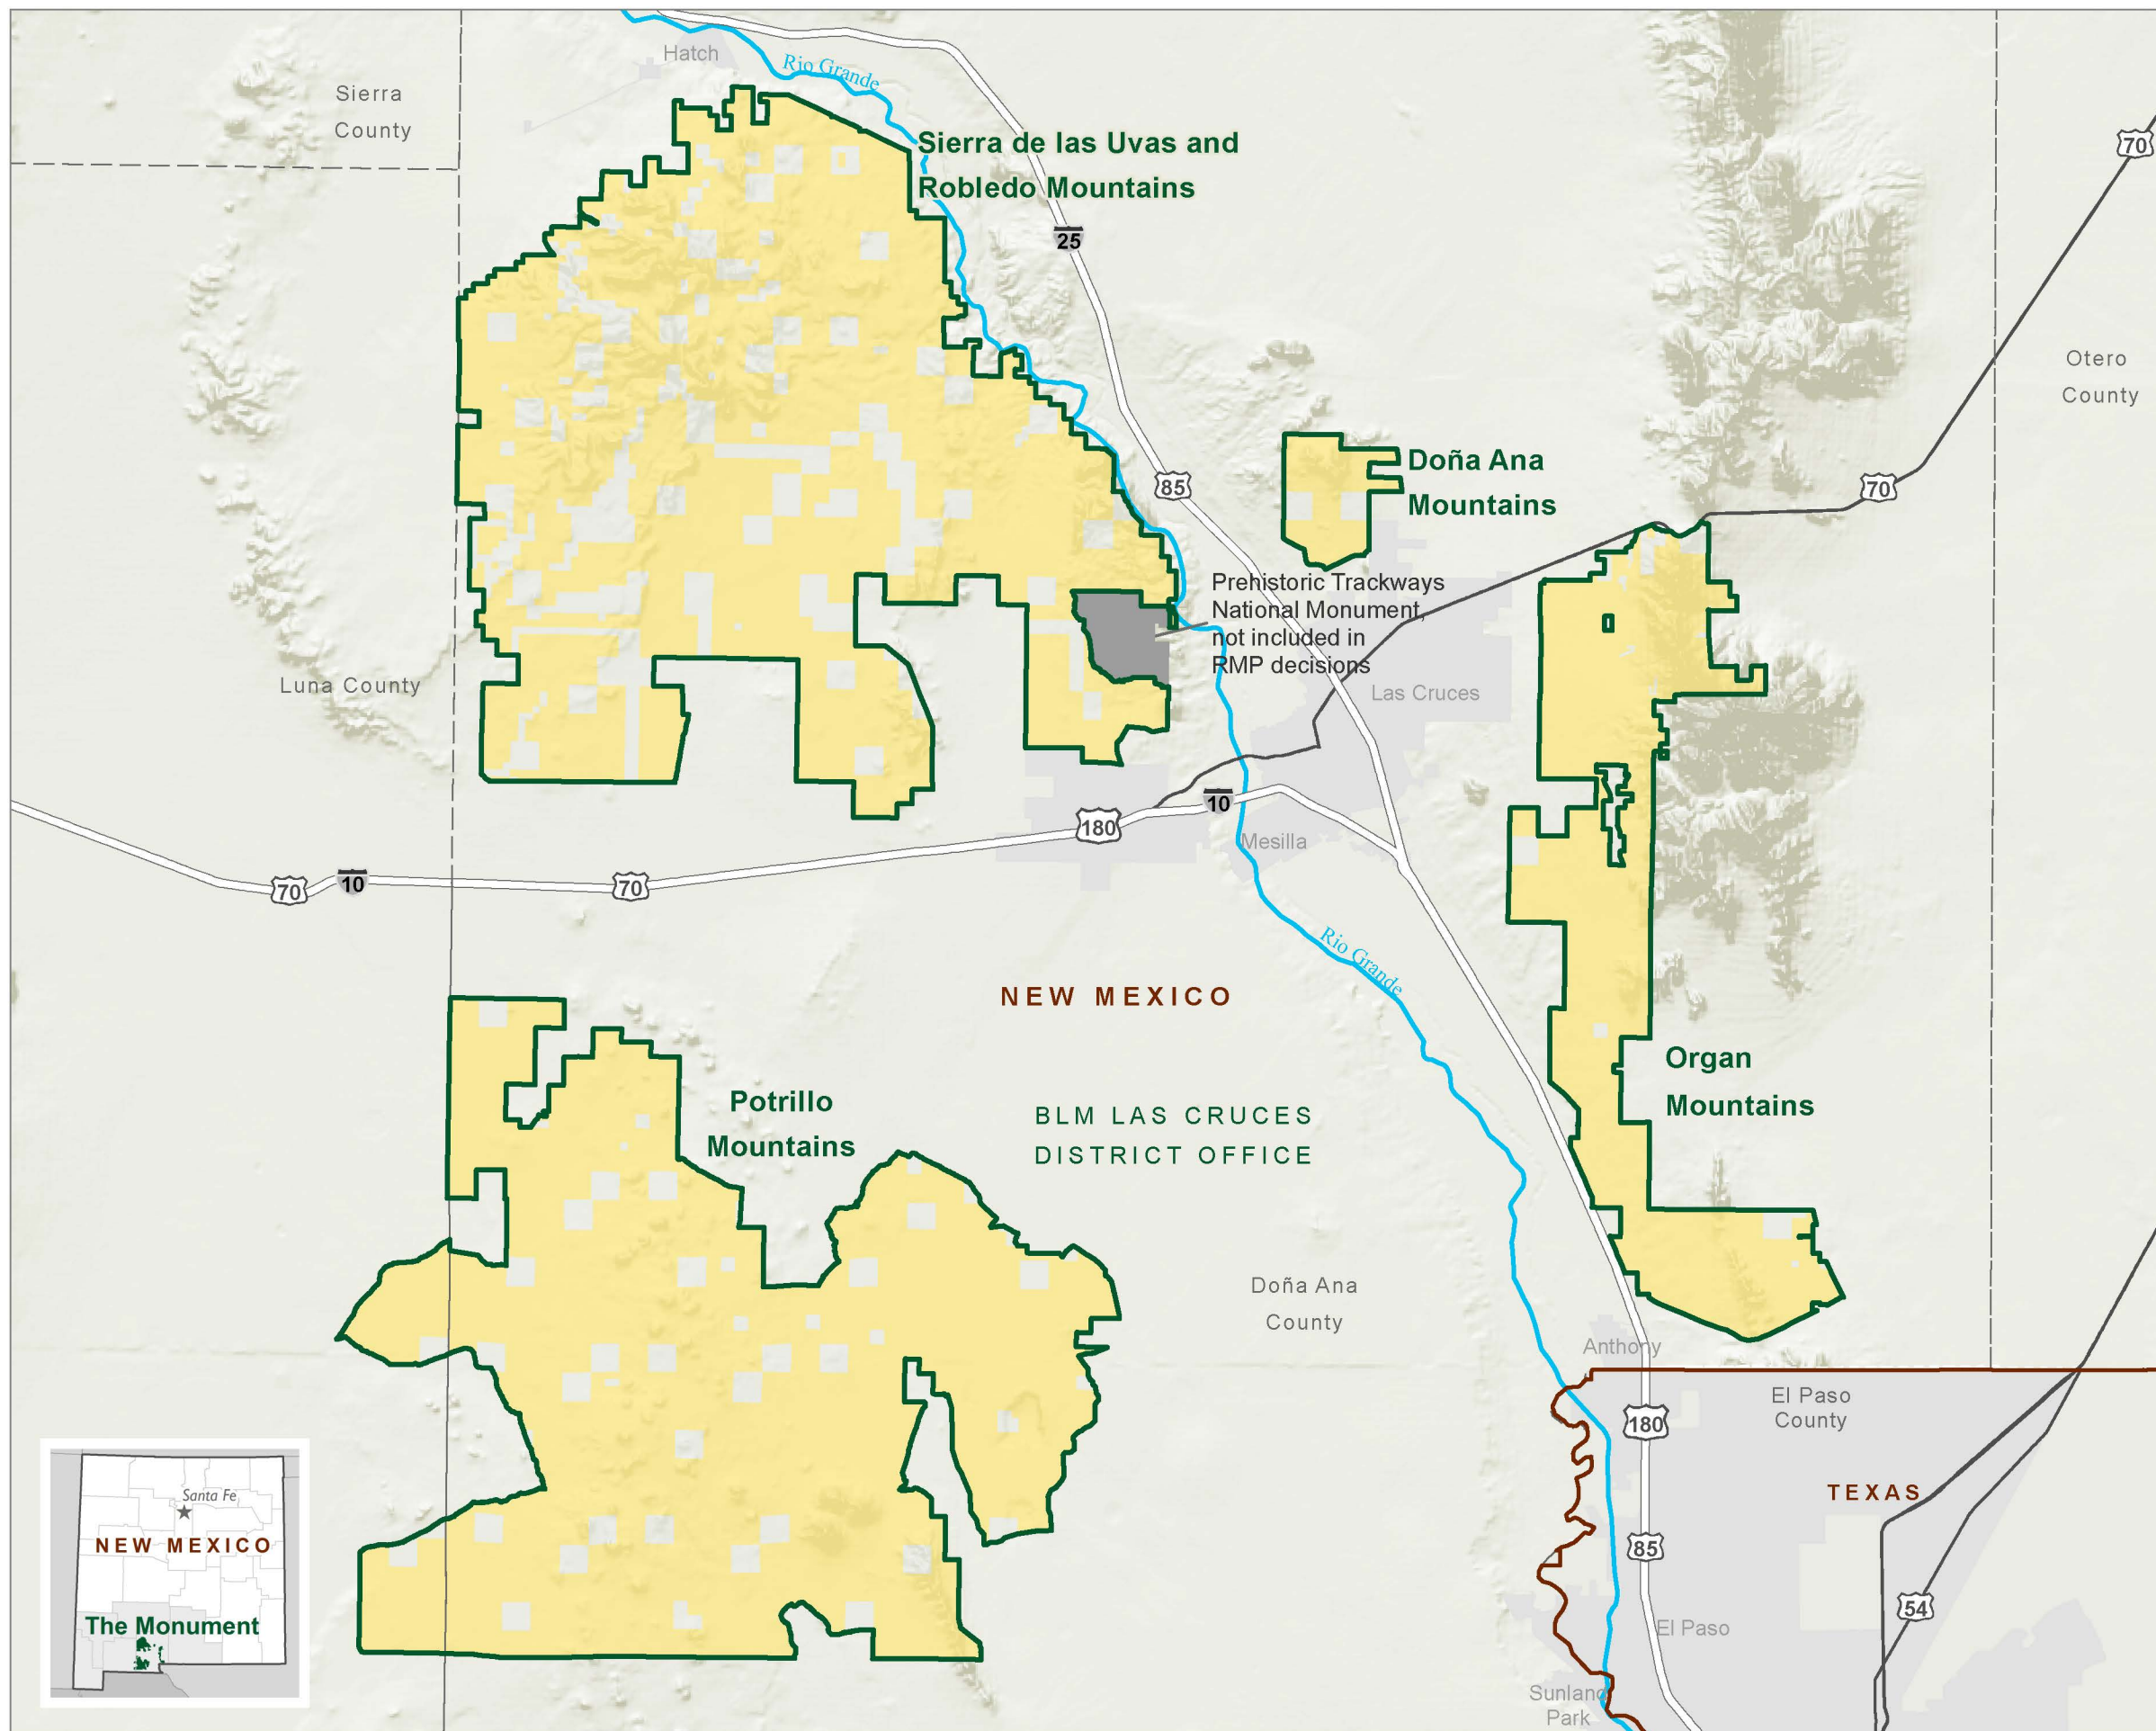 Hatch
Rio Grande
Sierra
County
Sierra de las Uvas and
Robledo Mountains
70
25
Otero
County
Doña Ana
Mountains
85
70
Prehistoric Trackways
National Monument,
not included in
RMP decisions
Luna County
Las Cruces
10
180
Mesilla
70
10
70
Rio Grande
NEW MEXICO
Organ
Mountains
Potrillo
Mountains
BLM LAS CRUCES
DISTRICT OFFICE
Doña Ana
County
Anthony
El Paso
County
180
TEXAS
Santa Fe
NEW MEXICO
85
54
The Monument
El Paso
Sunland
Park